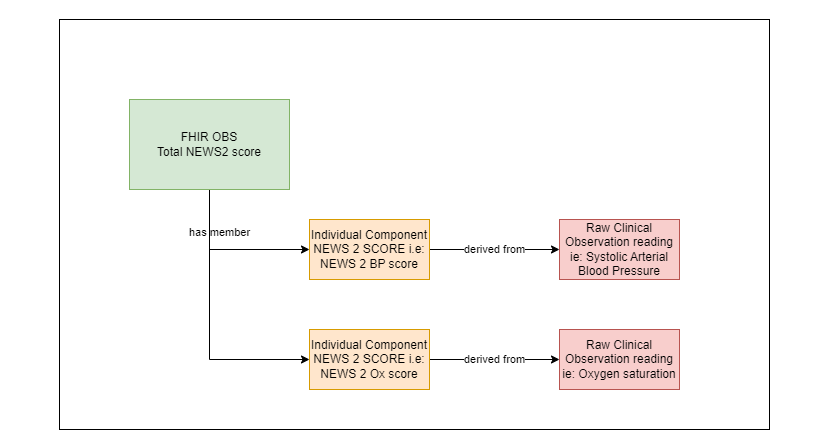 FHIR OBS
Total NEWS2 score
has member
Individual Component
NEWS 2 SCORE i.e:
NEWS 2 BP score
derived from
Raw Clinical
Observation reading
ie: Systolic Arterial
Blood Pressure
Individual Component
NEWS 2 SCORE i.e:
NEWS 2 Ox score
derived from
Raw Clinical
Observation reading
ie: Oxygen saturation